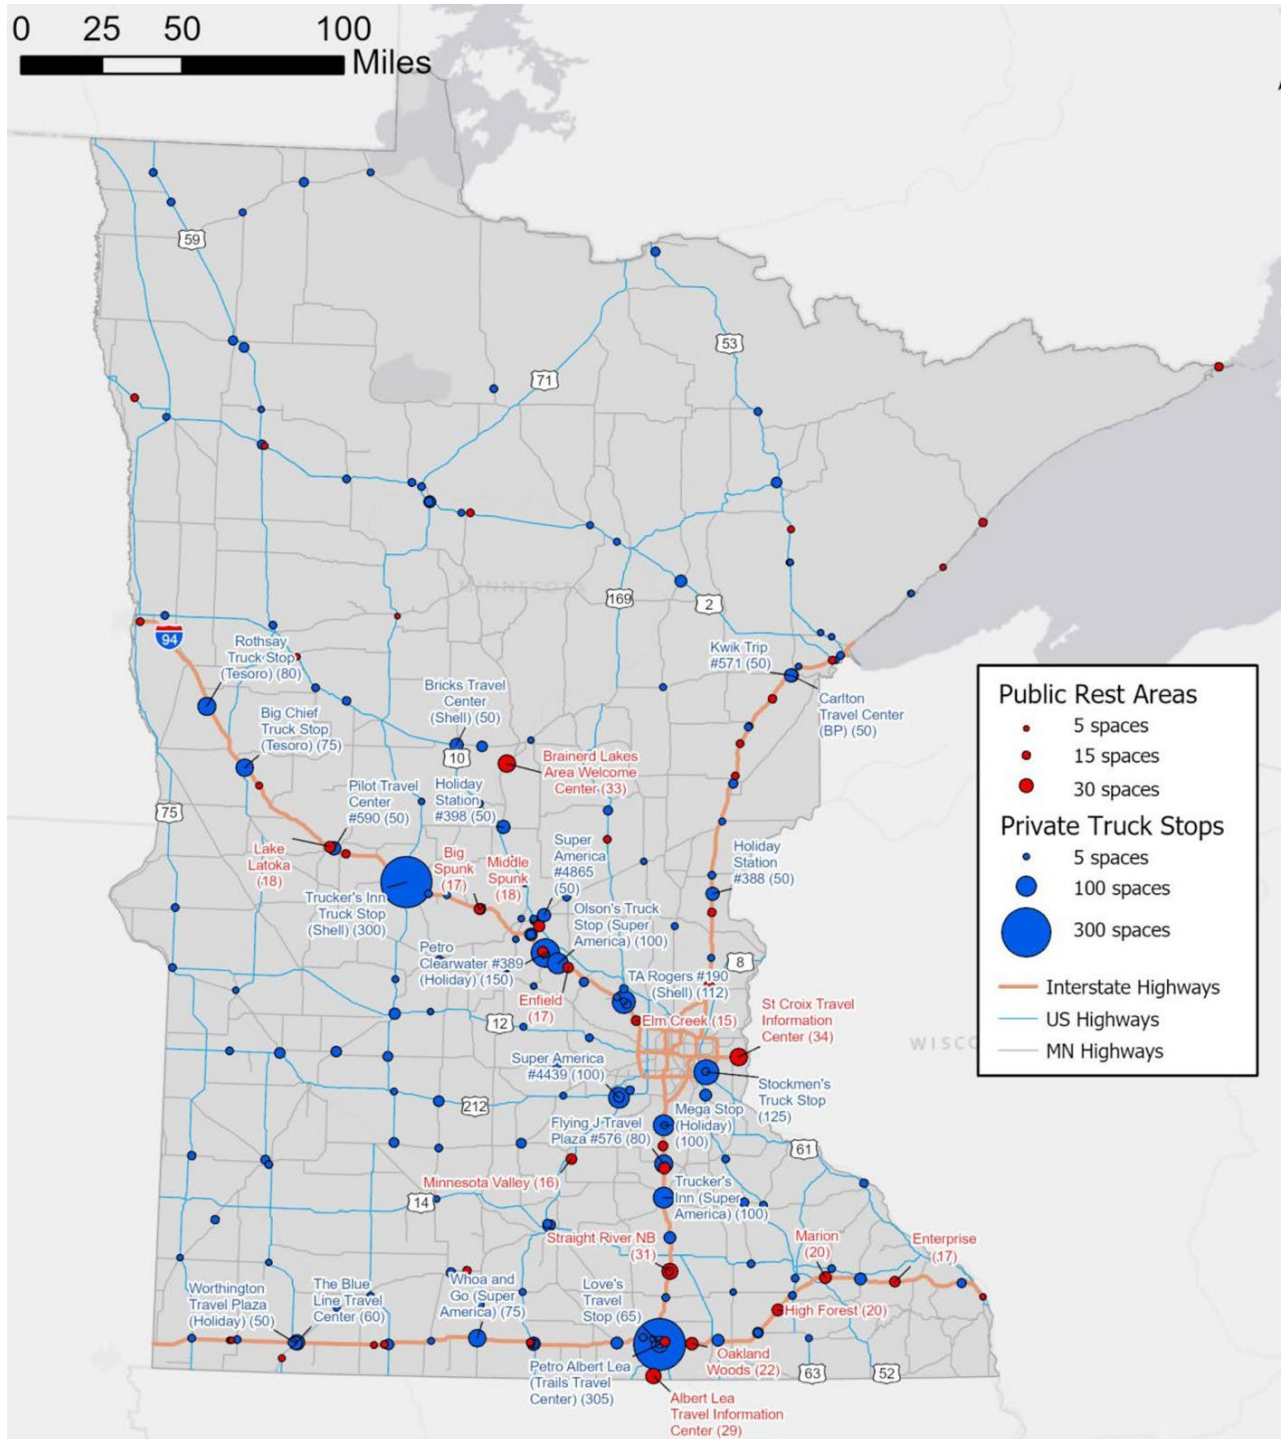 0 25 50 100
Miles
59
53
71
MINNESOTA
169
2
94
Rothsay
Truck Stop
(Tesoro) (80)
Kwik Trip
#571 (50)
Bricks Travel
Center
(Shell) (50)
Big Chief
Truck Stop
(Tesoro) (75)
Carlton
Travel Center
(BP) (50)
10
Brainerd Lakes
Area Welcome
Center (33)
Pilot Travel
Center
#590 (50)
Holiday
Station
#398 (50)
75
Lake
Latoka
(18)
Big
Spunk
(17)
Middle
Spunk
(18)
Super
America
#4865
(50)
Holiday
Station
#388 (50)
Trucker's Inn
Truck Stop
(Shell) (300)
Olson's Truck
Stop (Super
America) (100)
Petro
Clearwater #389
(Holiday) (150)
8
TA Rogers #190
(Shell) (112)
Enfield
(17)
12
Elm Creek (15)
St Croix Travel
Information
Center (34)
WISCO
Super America
#4439 (100)
Stockmen's
Truck Stop
(125)
212
Flying J Travel
Plaza #576 (80)
Mega Stop
(Holiday)
(100)
61
Minnesota Valley (16)
Trucker's
Inn (Super
America) (100)
14
Straight River NB
(31)
Marion
(20)
Enterprise
(17)
Worthington
Travel Plaza
(Holiday) (50)
The Blue
Line Travel
Center (60)
Whoa and
Go (Super
America) (75)
Love's
Travel
Stop (65)
High Forest (20)
Petro Albert Lea
(Trails Travel
Center) (305)
Oakland
Woods (22)
63
52
Albert Lea
Travel Information
Center (29)
Public Rest Areas
5 spaces
15 spaces
30 spaces
Private Truck Stops
5 spaces
100 spaces
300 spaces
Interstate Highways
US Highways
MN Highways